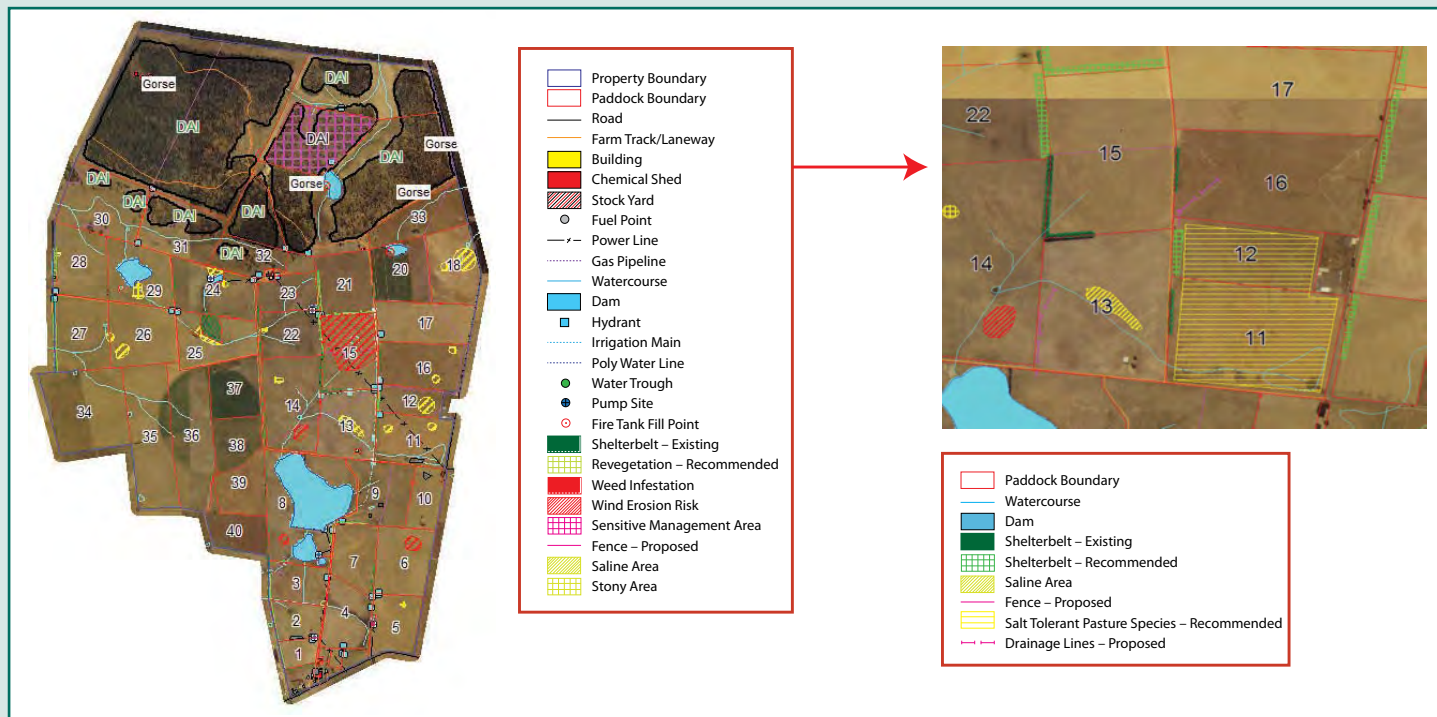 DAI
Gorse
DAI
DAI
DAI
Gorse
Gorse
Gorse
DAI
DAI
DAI
DAI
30
31
32
33
28
29
24
23
21
20
18
27
26
25
22
15
17
16
37
34
35
36
38
14
13
12
11
39
8
9
10
40
7
6
3
2
4
5
1
Property Boundary
Paddock Boundary
Road
Farm Track/Laneway
Building
Chemical Shed
Stock Yard
Fuel Point
Power Line
Gas Pipeline
Watercourse
Dam
Hydrant
Irrigation Main
Poly Water Line
Water Trough
Pump Site
Fire Tank Fill Point
Shelterbelt – Existing
Revegetation – Recommended
Weed Infestation
Wind Erosion Risk
Sensitive Management Area
Fence – Proposed
Saline Area
Stony Area
17
22
15
16
12
14
13
11
Paddock Boundary
Watercourse
Dam
Shelterbelt – Existing
Shelterbelt – Recommended
Saline Area
Fence – Proposed
Salt Tolerant Pasture Species – Recommended
Drainage Lines – Proposed